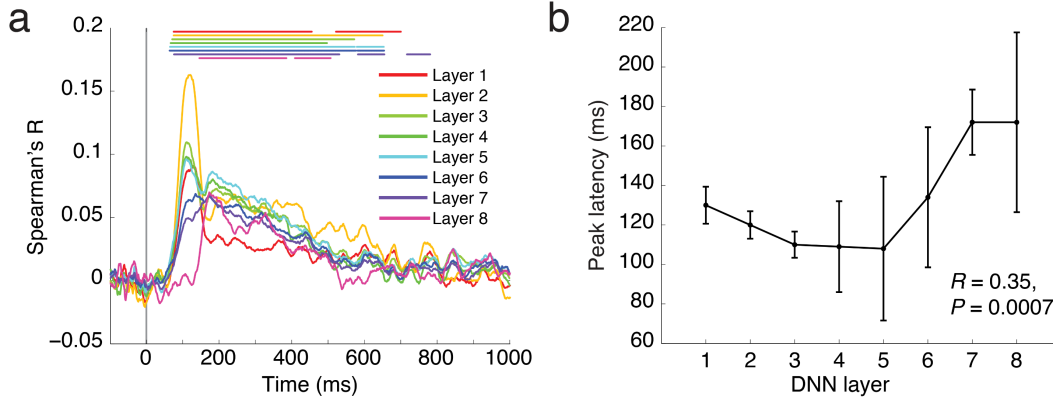 a
0.2
0.15
0.1
0.05
0
−0.05
Spearman's R
0
200
400
600
800
1000
Time (ms)
Layer 1
Layer 2
Layer 3
Layer 4
Layer 5
Layer 6
Layer 7
Layer 8
b
220
200
180
160
140
120
100
80
60
Peak latency (ms)
1
2
3
4
5
6
7
8
DNN layer
R = 0.35,
P = 0.0007